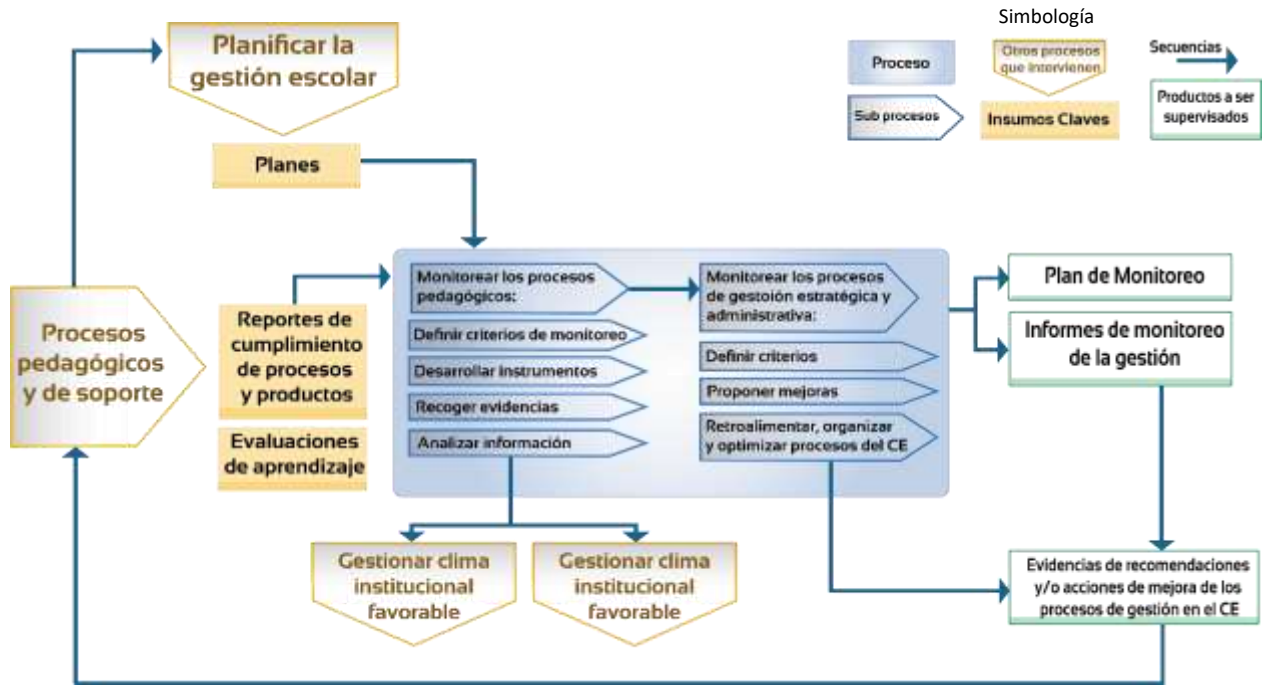 Simbología
Planificar la
gestión escolar
Proceso
Otros procesos
que intervienen
Secuencias
Sub procesos
Insumos Claves
Productos a ser
supervisados
Planes
Procesos
pedagógicos
y de soporte
Reportes de
cumplimiento
de procesos
y productos
Evaluaciones
de aprendizaje
Monitorear los procesos
pedagógicos:
Definir criterios de monitoreo
Desarrollar instrumentos
Recoger evidencias
Analizar información
Monitorear los procesos
de gestoión estratégica y
administrativa:
Definir criterios
Proponer mejoras
Retroalimentar, organizar
y optimizar procesos del CE
Plan de Monitoreo
Informes de monitoreo
de la gestión
Gestionar clima
institucional
favorable
Gestionar clima
institucional
favorable
Evidencias de recomendaciones
y/o acciones de mejora de los
procesos de gestión en el CE